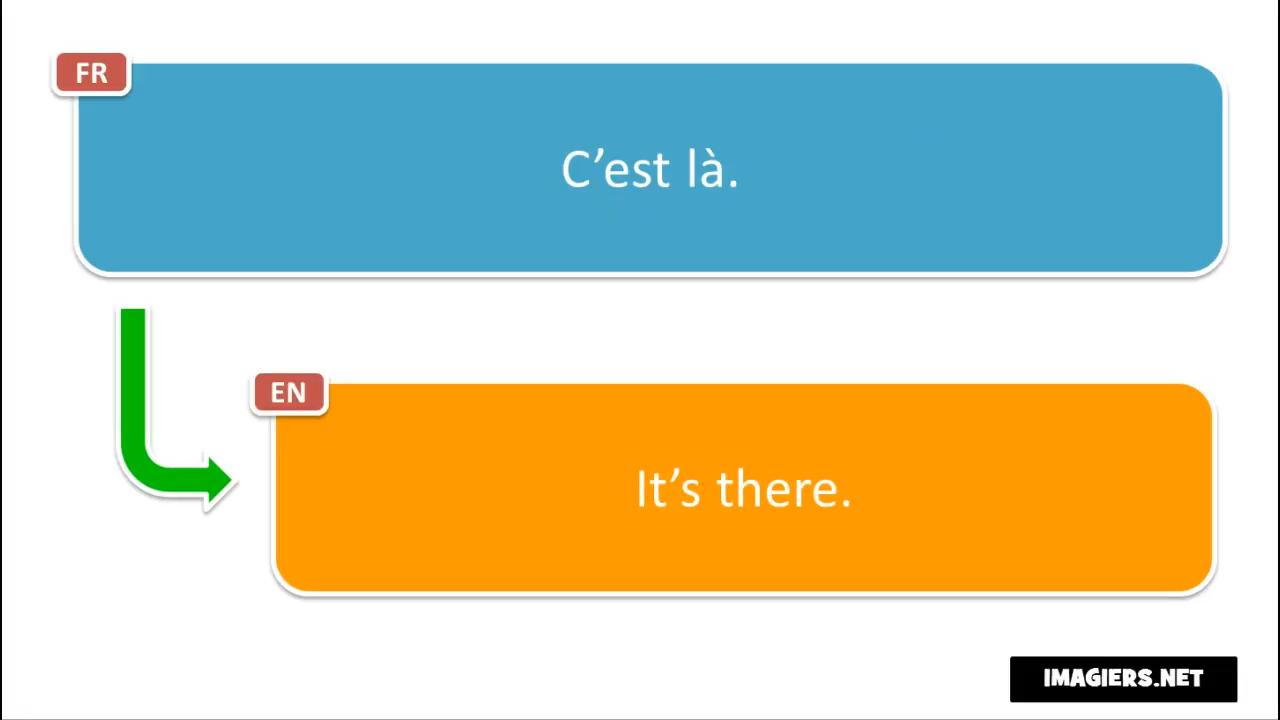 FR
C’est là.
EN
It’s there.
IMAGIERS.NET